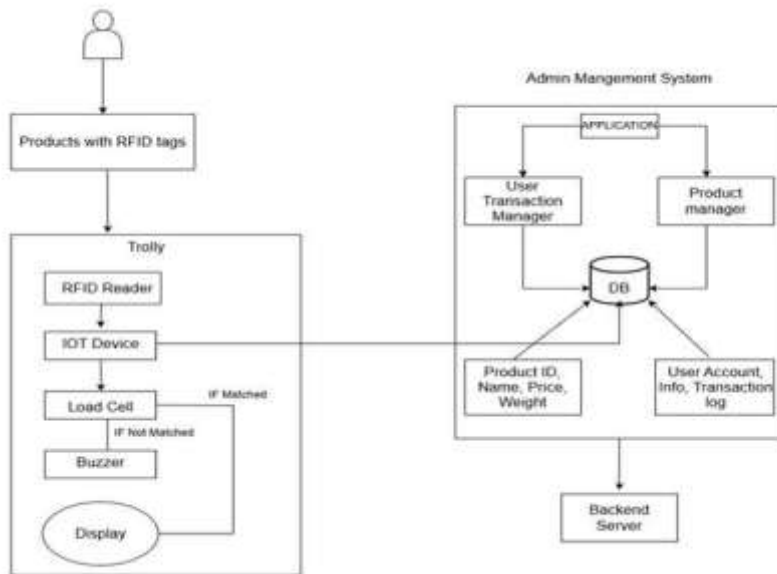 Admin Mangement System
APPLICATION
Products with RFID tags
User
Transaction
Manager
Product
manager
Trolly
RFID Reader
DB
IOT Device
Product ID,
Name, Price,
Weight
User Account,
Info, Transaction
log
IF Matched
Load Cell
IF Not Matched
Buzzer
Backend
Server
Display